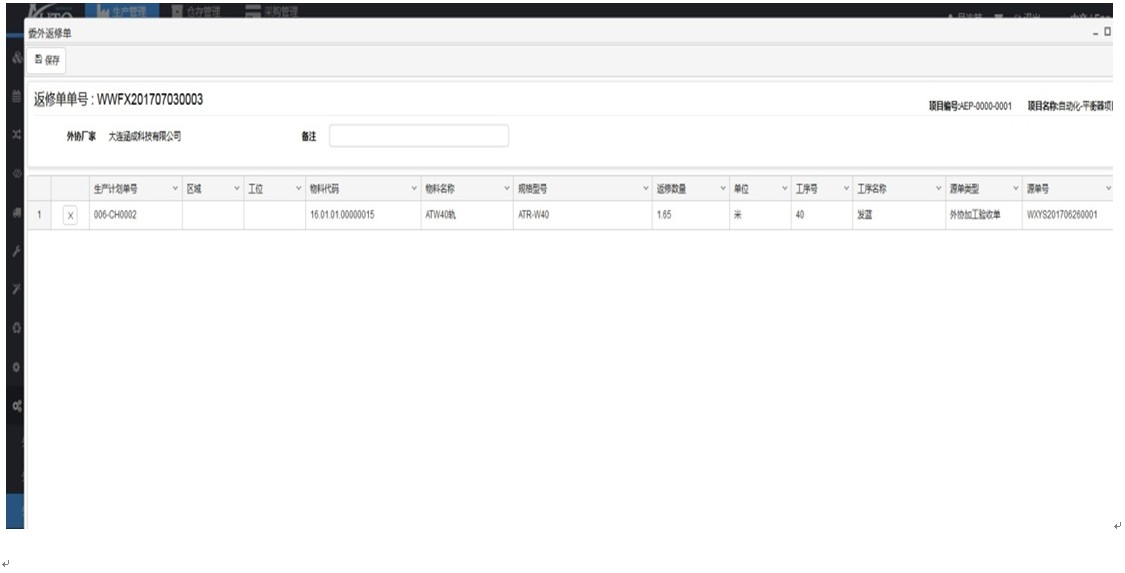 生产管理 仓存管理 采购管理
委外返修单
保存
返修单单号 : WWFX201707030003
项目编号:AEP-0000-0001 项目名称:自动化-平衡器项
外协厂家 大连函成科技有限公司 备注
生产计划单号 区域 工位 物料代码 物料名称 规格型号 返修数量 单位 工序号 工序名称 源单类型 源单号
1 X 006-CH0002 16.01.01.00000015 ATW40轨 ATR-W40 1.65 米 40 发蓝 外协加工验收单 WXYS201706260001